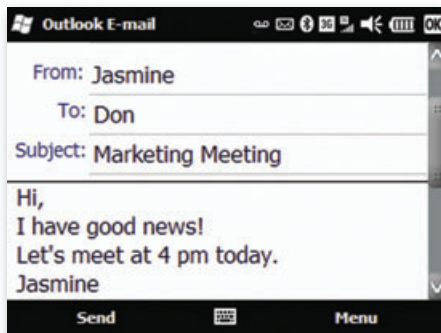 Outlook E-mail 3G OK
From: Jasmine
To: Don
Subject: Marketing Meeting
Hi,
I have good news!
Let's meet at 4 pm today.
Jasmine
Send Menu